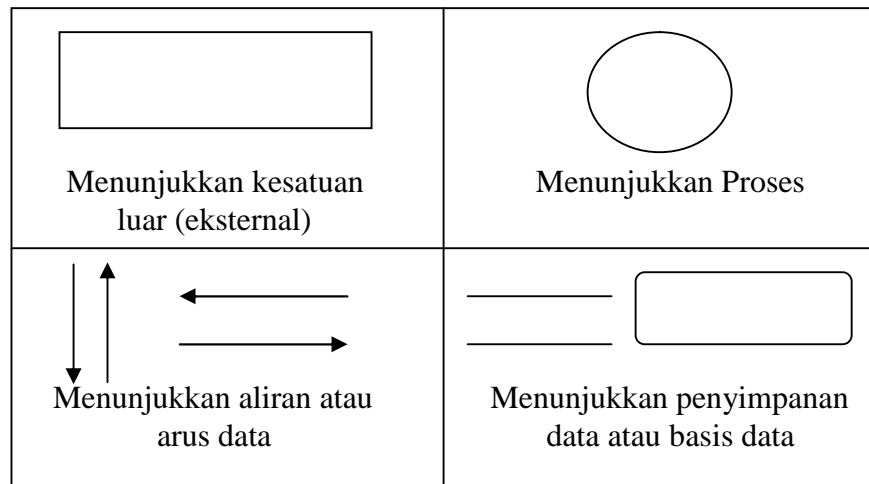 Menunjukkan kesatuan
luar (eksternal)
Menunjukkan Proses
Menunjukkan aliran atau
arus data
Menunjukkan penyimpanan
data atau basis data